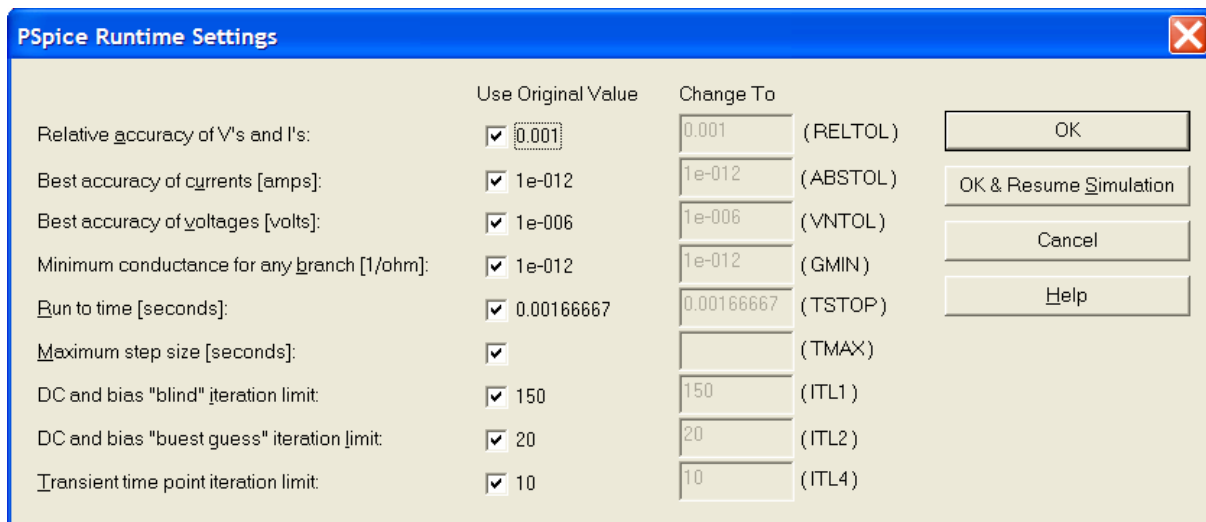 PSpice Runtime Settings
Use Original Value Change To
Relative accuracy of V's and I's: 0.001 0.001 (RELTOL) OK
Best accuracy of currents [amps]: 1e-012 1e-012 (ABSTOL) OK & Resume Simulation
Best accuracy of voltages [volts]: 1e-006 1e-006 (VNTOL)
Cancel
Minimum conductance for any branch [1/ohm]: 1e-012 1e-012 (GMIN)
Run to time [seconds]: 0.00166667 0.00166667 (TSTOP) Help
Maximum step size [seconds]: (TMAX)
DC and bias "blind" iteration limit: 150 150 (ITL1)
DC and bias "buest guess" iteration limit: 20 20 (ITL2)
Transient time point iteration limit: 10 10 (ITL4)